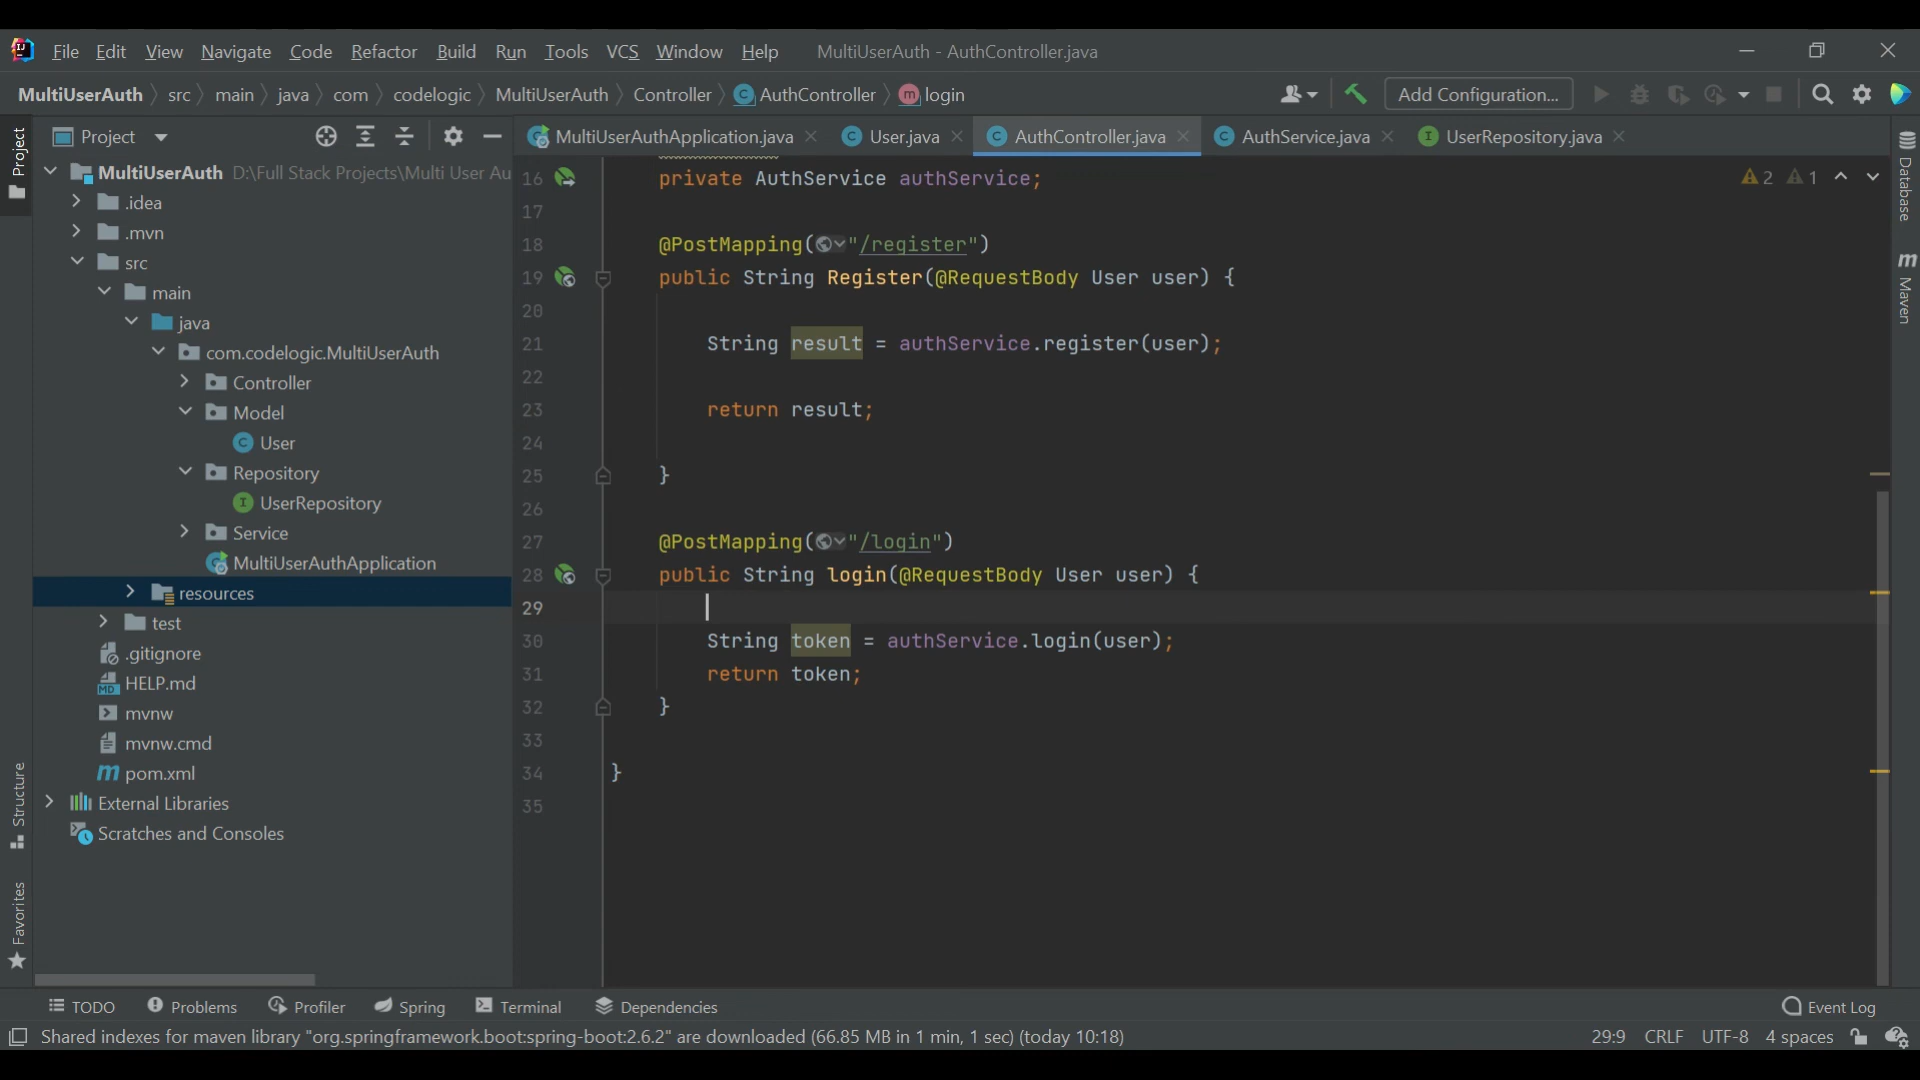 File Edit View Navigate Code Refactor Build Run Tools VCS Window Help MultiUserAuth - AuthController.java
MultiUserAuth src main java com codelogic MultiUserAuth Controller AuthController login Add Configuration...
Project
MultiUserAuthApplication.java User.java AuthController.java AuthService.java UserRepository.java
MultiUserAuth D:\Full Stack Projects\Multi User Au
.idea
.mvn
src
main
java
com.codelogic.MultiUserAuth
Controller
Model
User
Repository
UserRepository
Service
MultiUserAuthApplication
resources
test
.gitignore
HELP.md
mvnw
mvnw.cmd
pom.xml
External Libraries
Scratches and Consoles
Project
Structure
Favorites
16 private AuthService authService;
2 1
17
18 @PostMapping("/register")
19 public String Register(@RequestBody User user) {
20
21 String result = authService.register(user);
22
23 return result;
24
25 }
26
27 @PostMapping("/login")
28 public String login(@RequestBody User user) {
29
30 String token = authService.login(user);
31 return token;
32 }
33
34 }
35
Database
Maven
TODO Problems Profiler Spring Terminal Dependencies Event Log
Shared indexes for maven library "org.springframework.boot:spring-boot:2.6.2" are downloaded (66.85 MB in 1 min, 1 sec) (today 10:18) 29:9 CRLF UTF-8 4 spaces